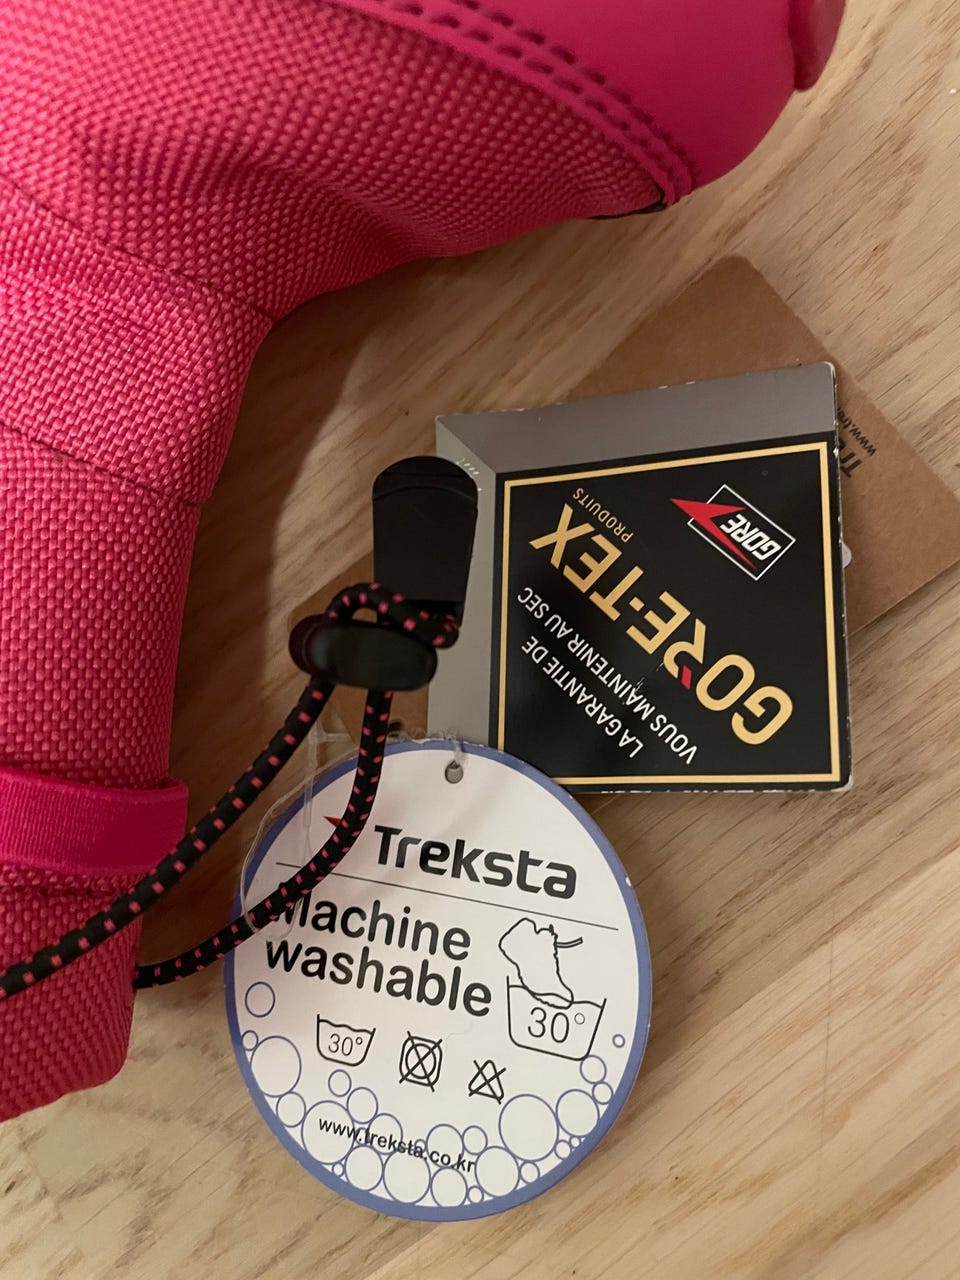 GORE
GORE-TEX
PRODUITS
LA GARANTIE DE
VOUS MAINTENIR AU SEC
Treksta
Machine
washable
30°
30°
www.treksta.co.kr